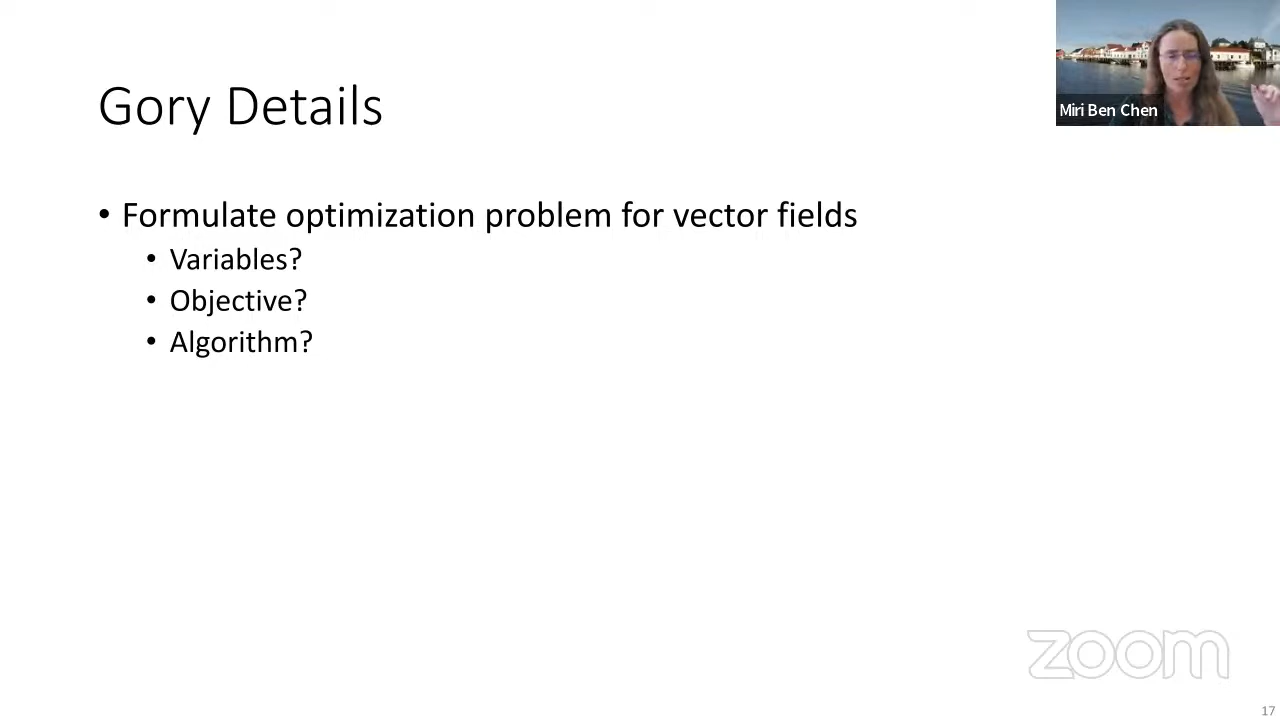 Gory Details
Miri Ben Chen
• Formulate optimization problem for vector fields
• Variables?
• Objective?
• Algorithm?
zoom
17